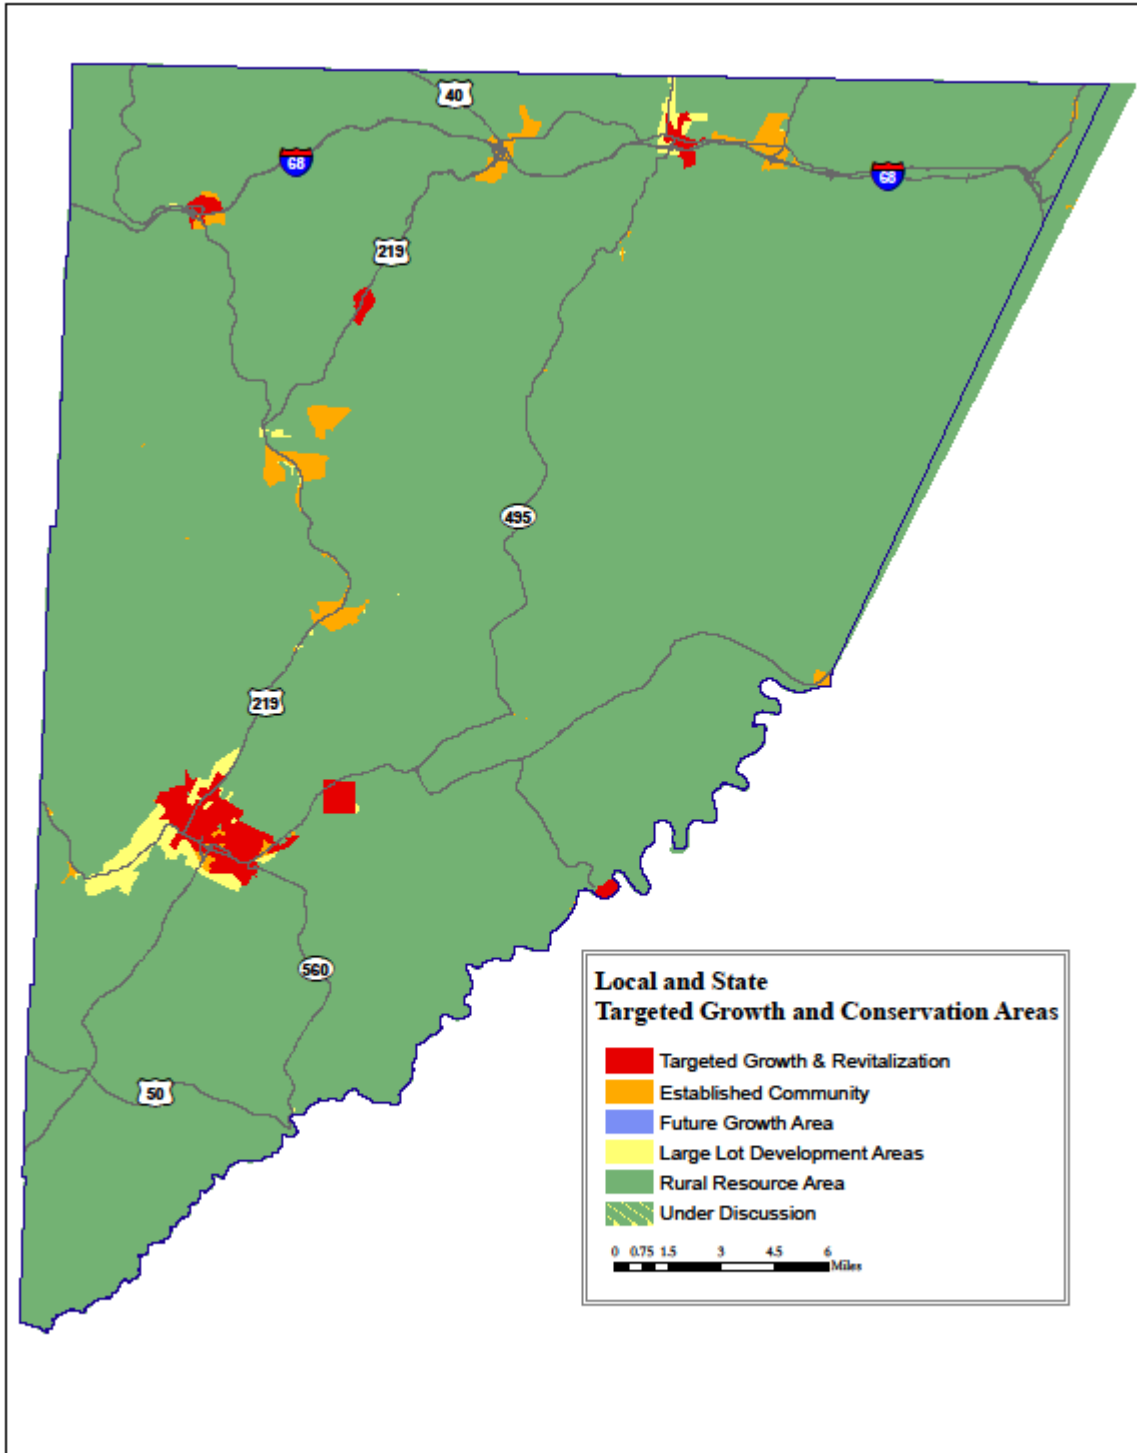 40
68
68
219
495
219
560
50
Local and State
Targeted Growth and Conservation Areas
Targeted Growth & Revitalization
Established Community
Future Growth Area
Large Lot Development Areas
Rural Resource Area
Under Discussion
0 0.75 1.5 3 4.5 6
Miles